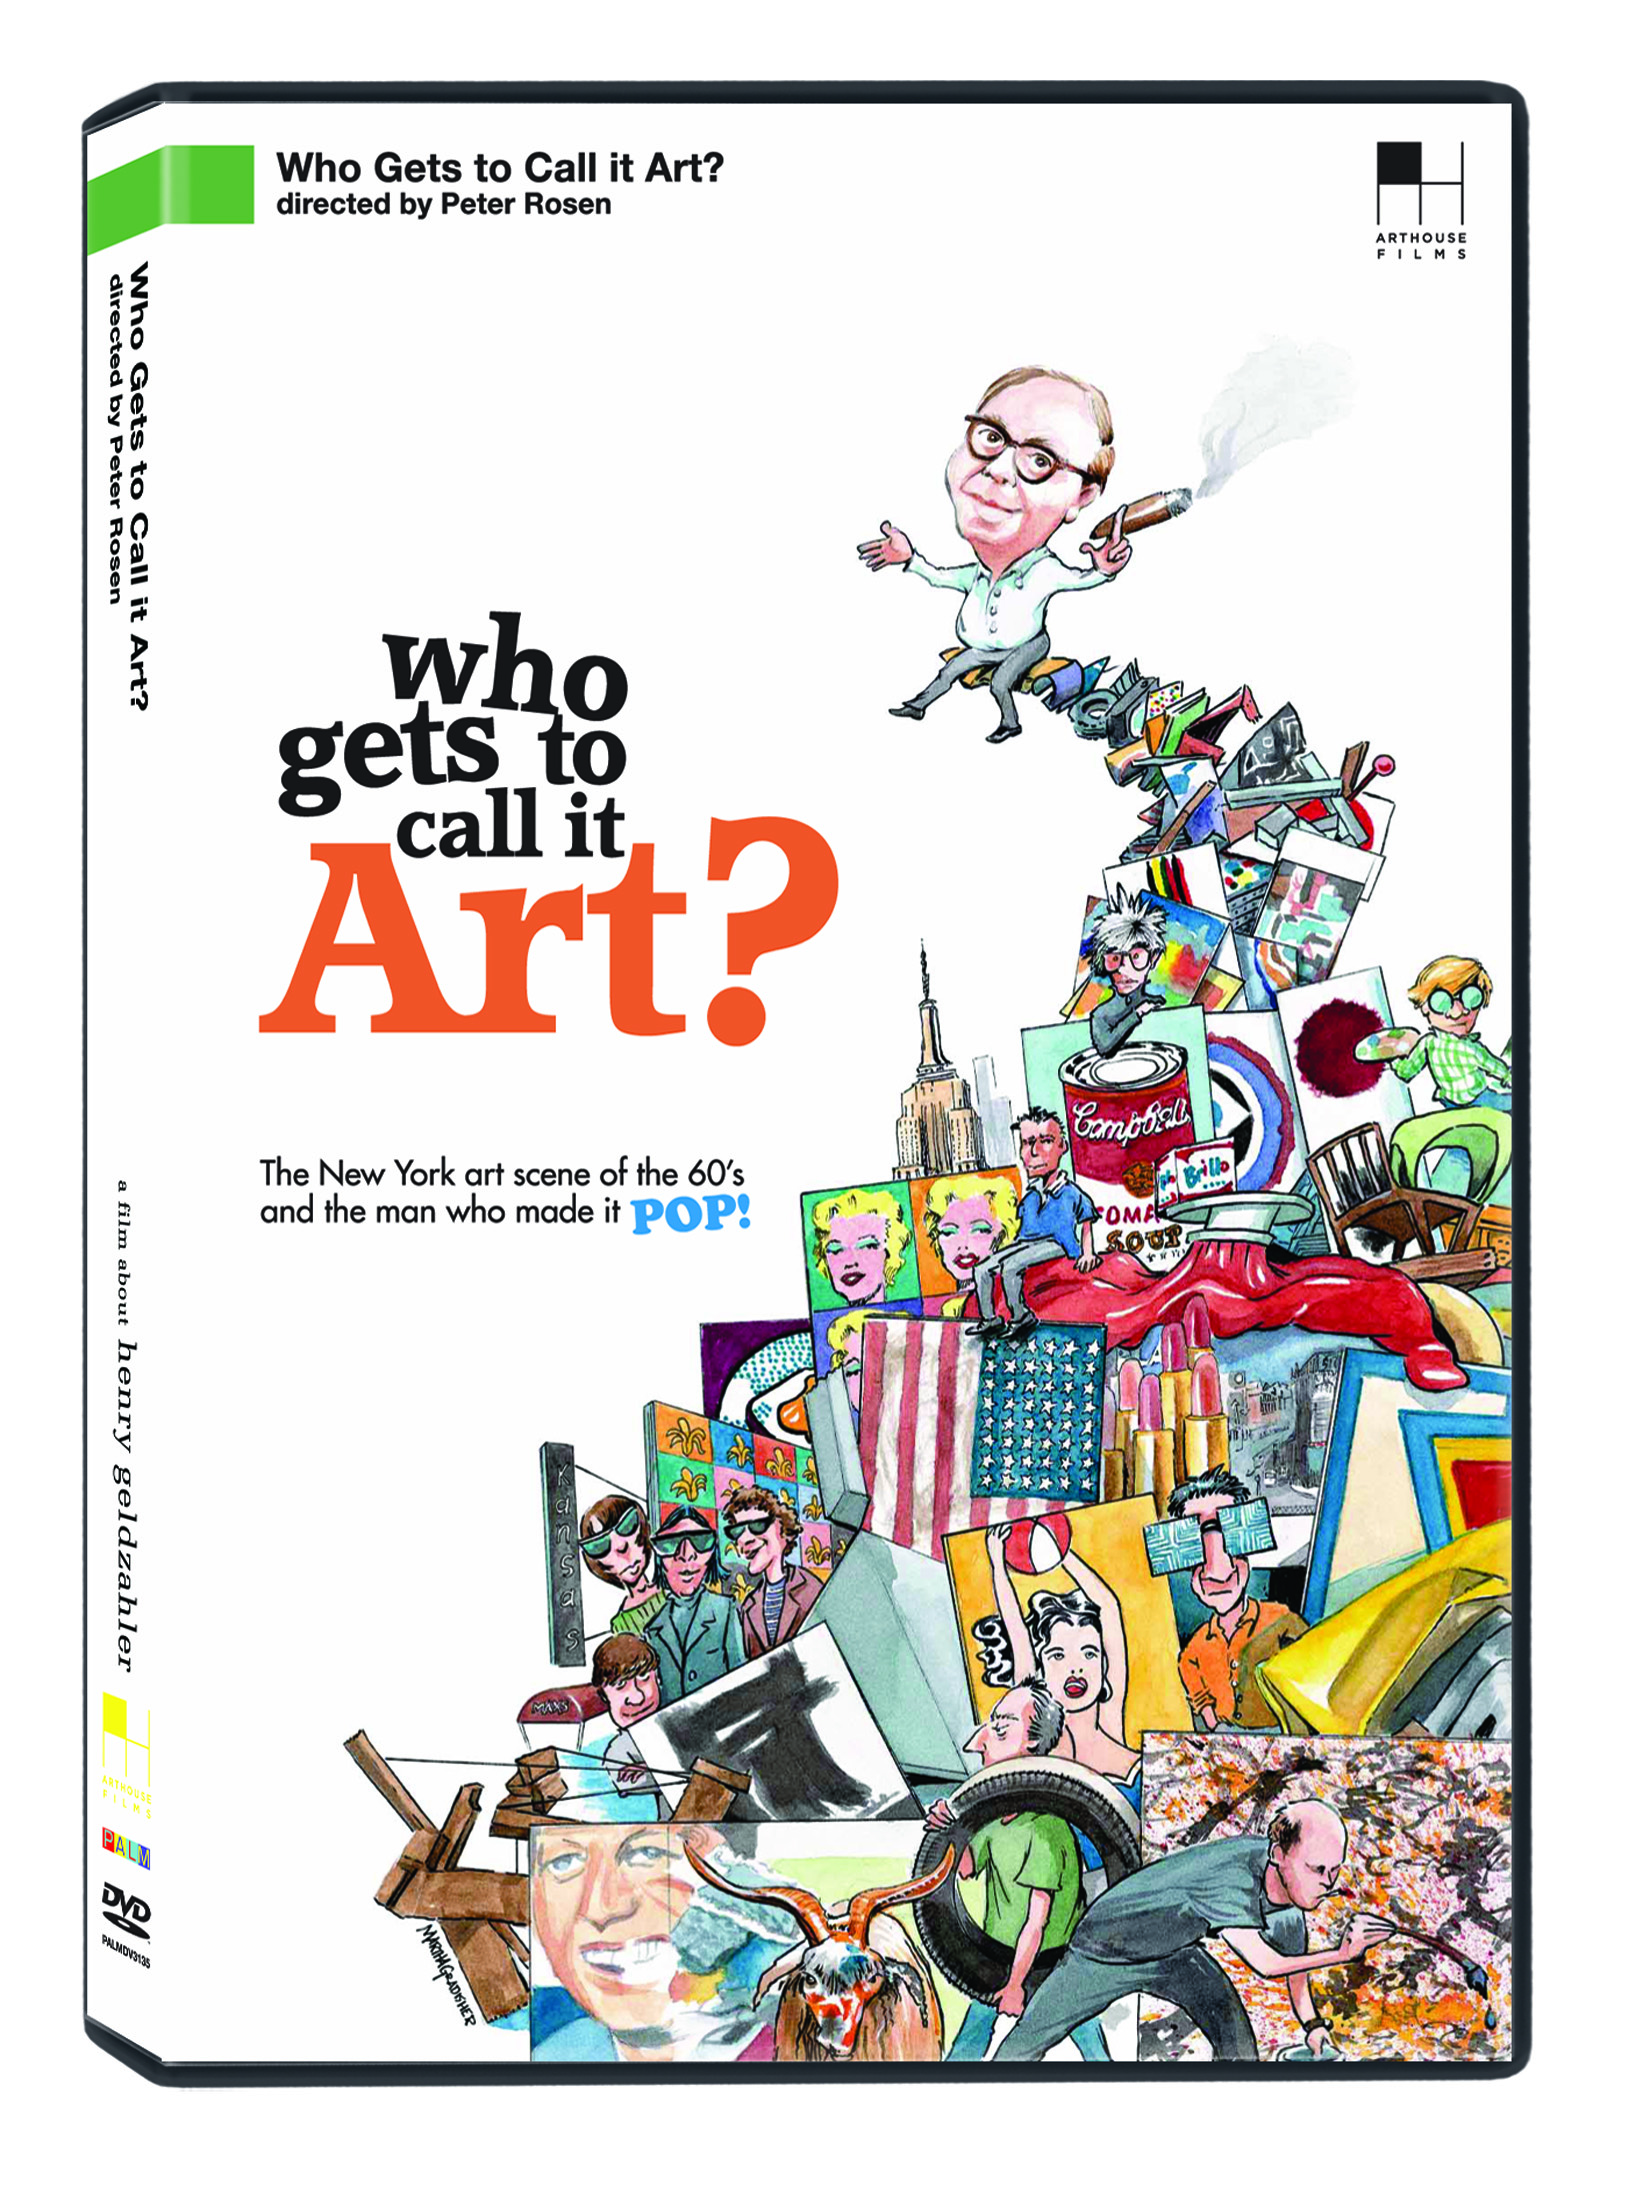 Who Gets to Call it Art?
directed by Peter Rosen
ARTHOUSE
FILMS
Who Gets to Call it Art?
directed by Peter Rosen
who
gets to
call it
Art?
The New York art scene of the 60's
and the man who made it POP!
Campbell's
Brillo
SOUP
Kansas
MAX'S
a film about henry geldzahler
ARTHOUSE
FILMS
PALM
DVD
PALMDV3135